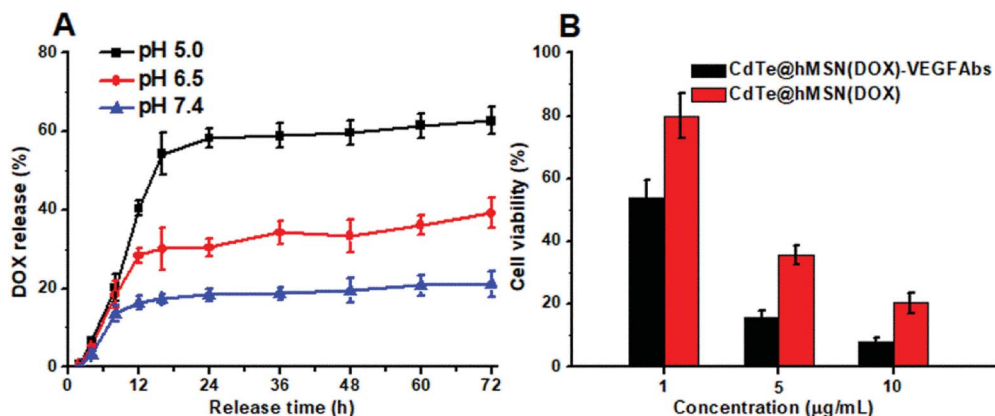 A
pH 5.0
pH 6.5
pH 7.4
DOX release (%)
80
60
40
20
0
0 12 24 36 48 60 72
Release time (h)
B
CdTe@hMSN(DOX)-VEGFAbs
CdTe@hMSN(DOX)
Cell viability (%)
100
80
60
40
20
0
1 5 10
Concentration (μg/mL)